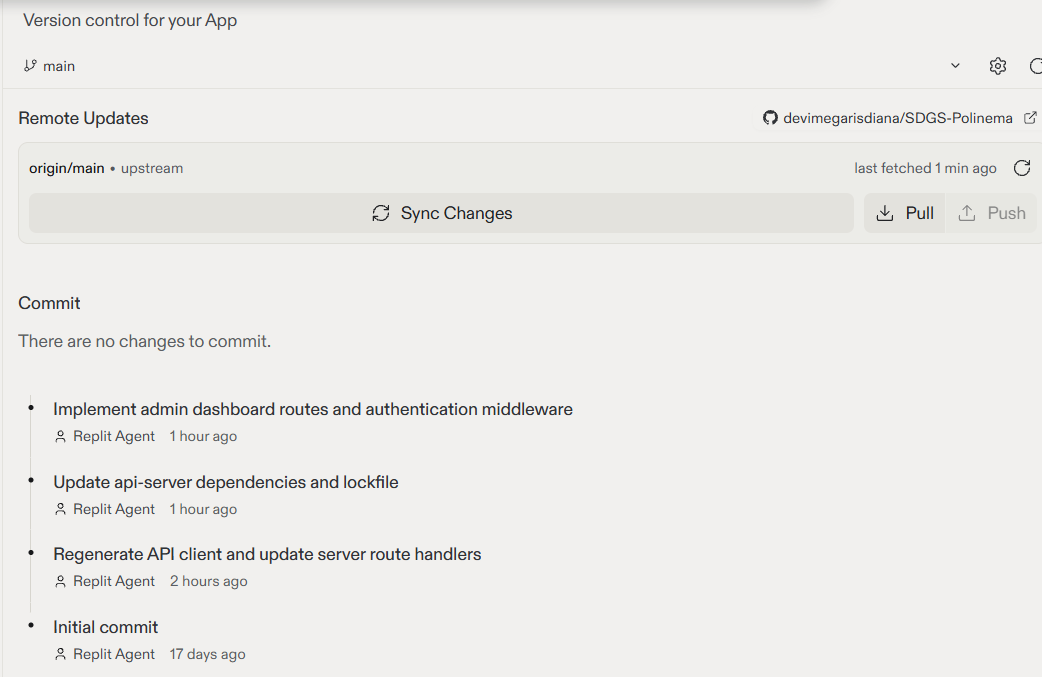 Version control for your App
main
Remote Updates
devimegarisdiana/SDGS-Polinema
origin/main • upstream
last fetched 1 min ago
Sync Changes
Pull
Push
Commit
There are no changes to commit.
Implement admin dashboard routes and authentication middleware
Replit Agent 1 hour ago
Update api-server dependencies and lockfile
Replit Agent 1 hour ago
Regenerate API client and update server route handlers
Replit Agent 2 hours ago
Initial commit
Replit Agent 17 days ago